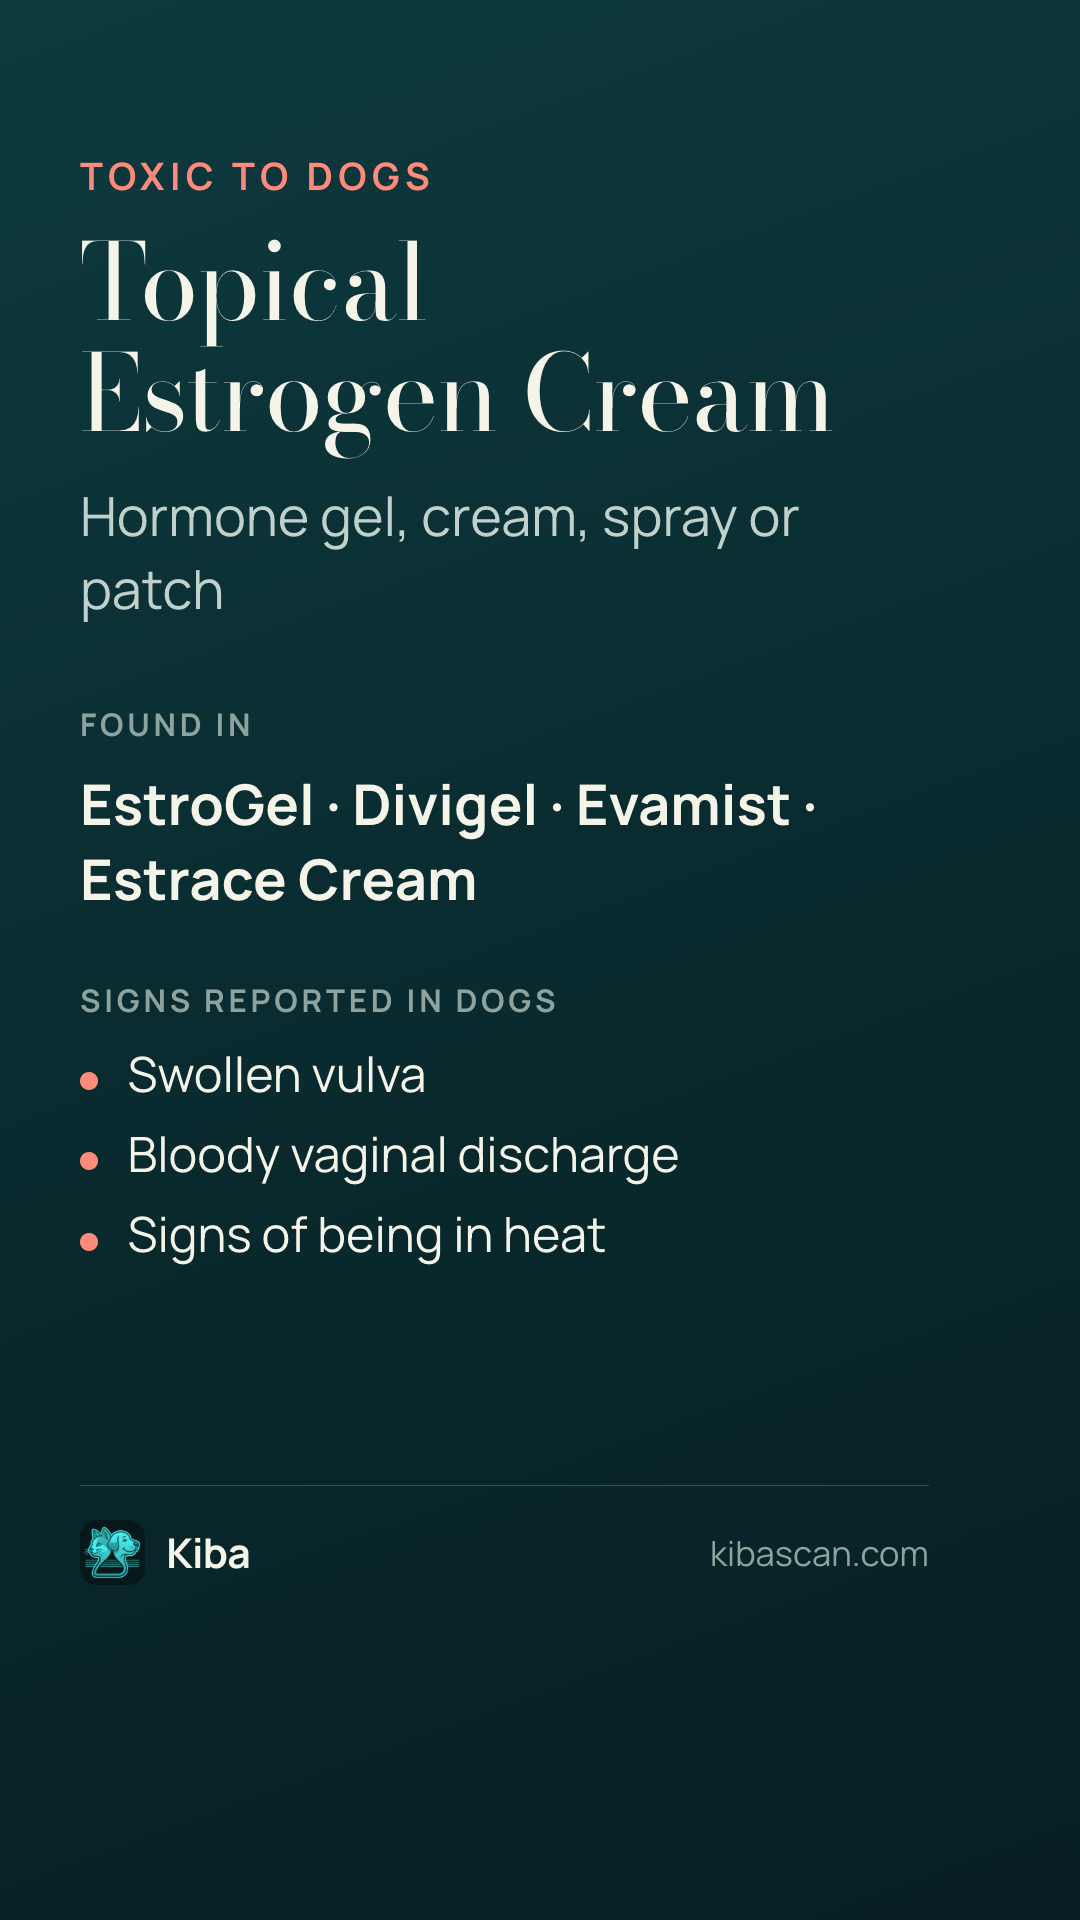 TOXIC TO DOGS
Topical
Estrogen Cream
Hormone gel, cream, spray or
patch
FOUND IN
EstroGel · Divigel · Evamist ·
Estrace Cream
SIGNS REPORTED IN DOGS
Swollen vulva
Bloody vaginal discharge
Signs of being in heat
Kiba
kibascan.com